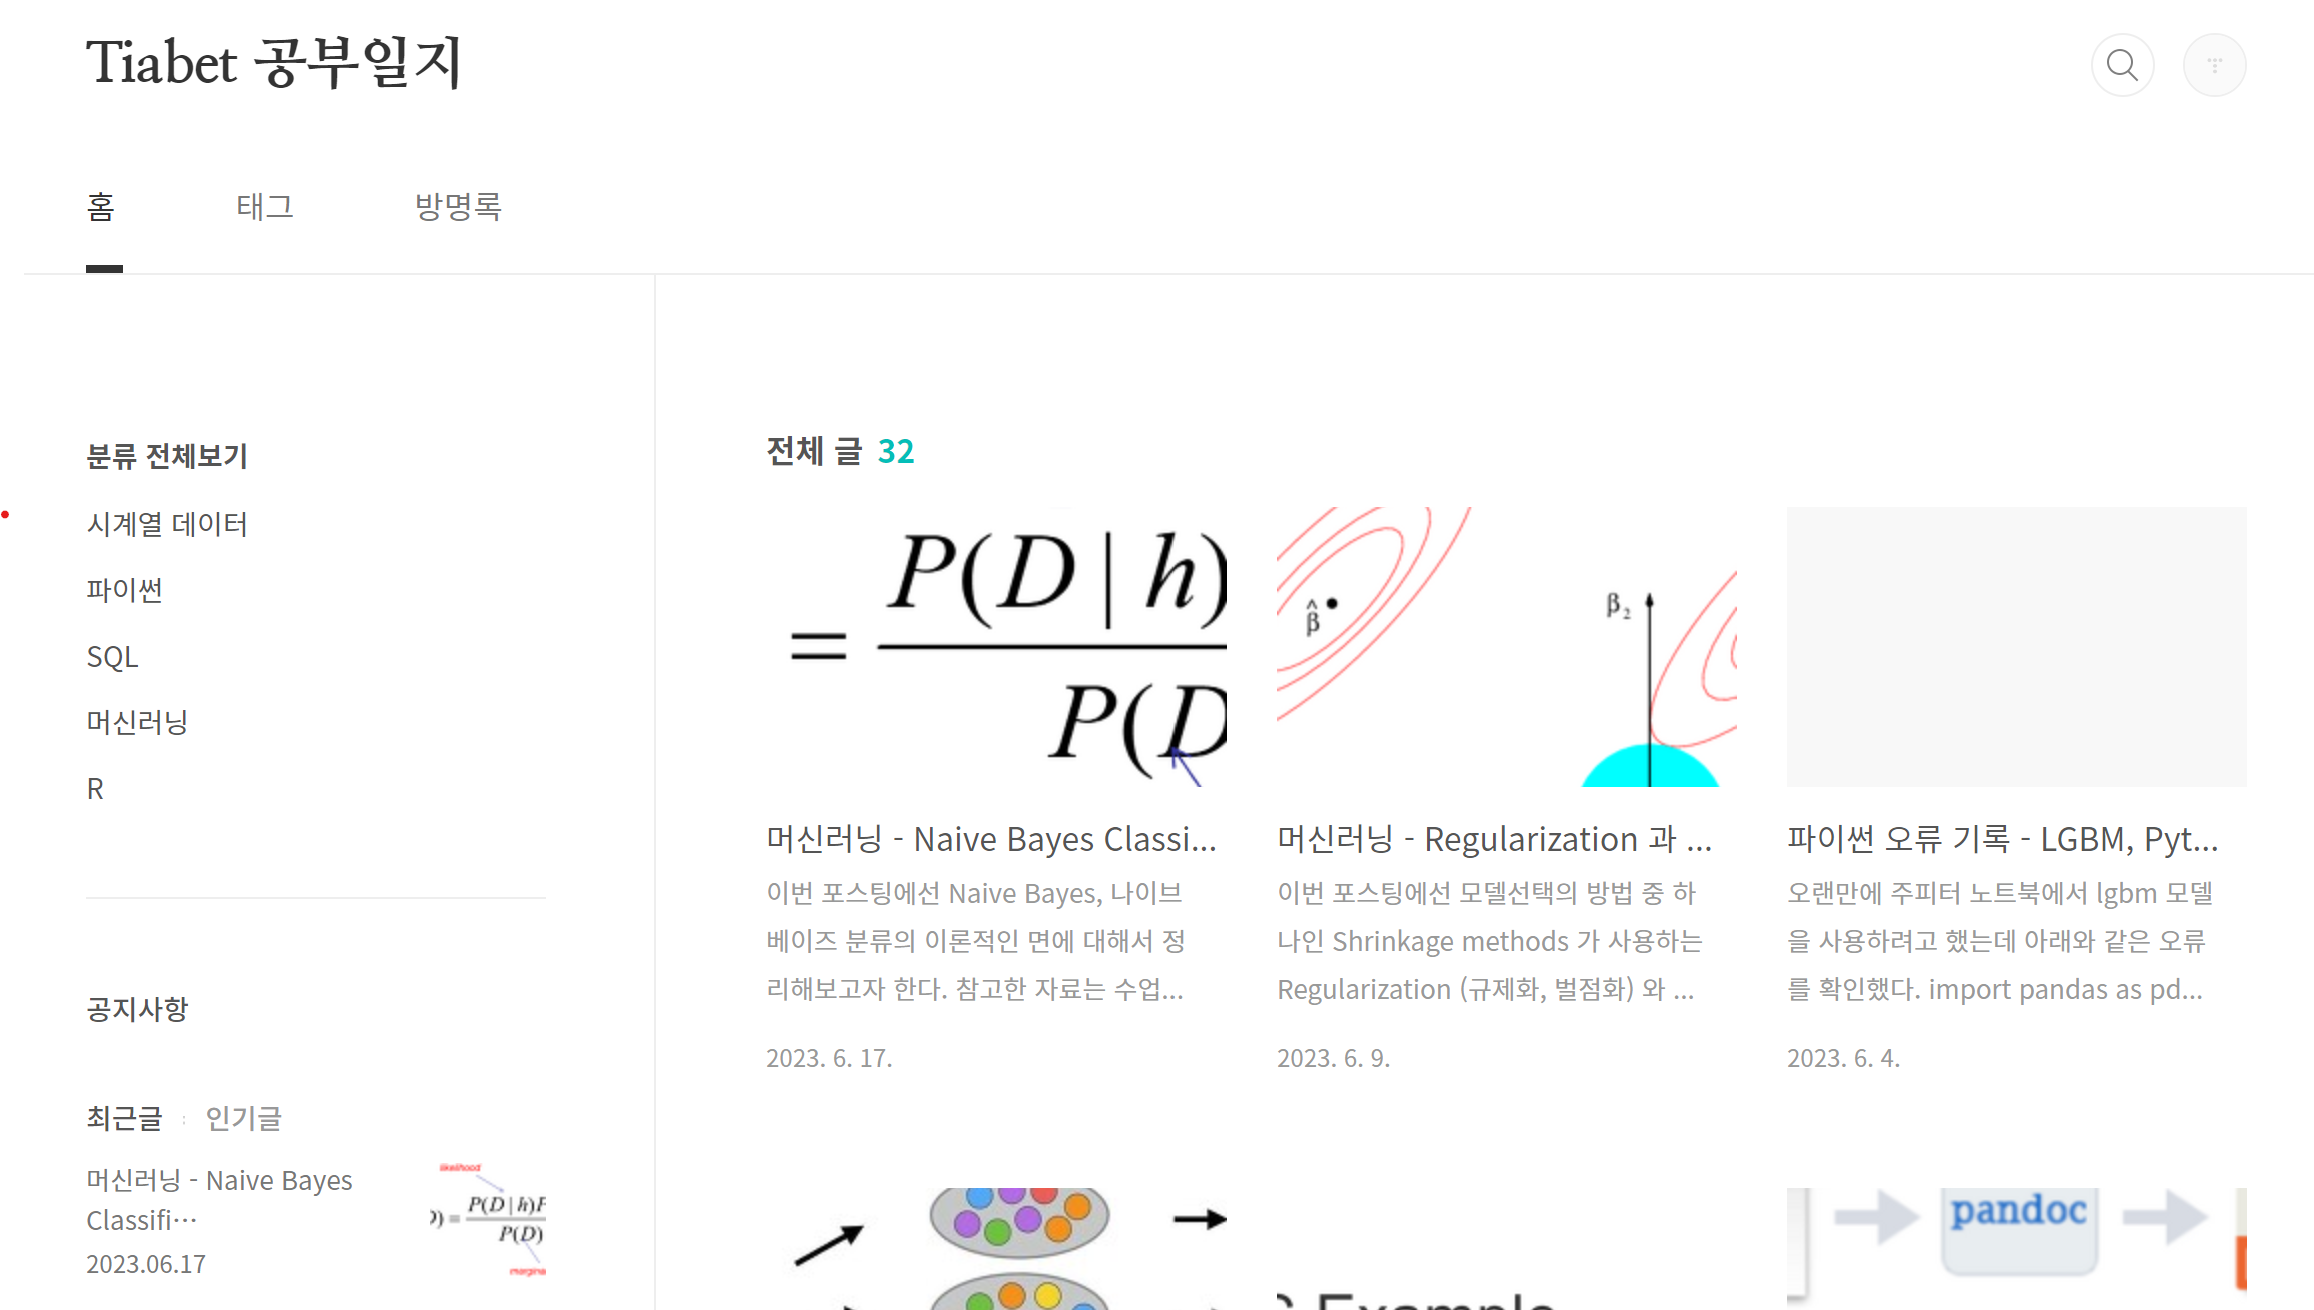 Tiabet 공부일지
홈
태그
방명록
분류 전체보기
시계열 데이터
파이썬
SQL
머신러닝
R
공지사항
최근글
인기글
머신러닝 - Naive Bayes
Classifi···
2023.06.17
likelihood
P(D|h)P
=
P(D)
전체 글 32
P(D | h)
=
P(D
머신러닝 - Naive Bayes Classi...
이번 포스팅에선 Naive Bayes, 나이브
베이즈 분류의 이론적인 면에 대해서 정
리해보고자 한다. 참고한 자료는 수업...
2023. 6. 17.
β̂
β₂
머신러닝 - Regularization 과 ...
이번 포스팅에선 모델선택의 방법 중 하
나인 Shrinkage methods 가 사용하는
Regularization (규제화, 벌점화) 와 ...
2023. 6. 9.
파이썬 오류 기록 - LGBM, Pyt...
오랜만에 주피터 노트북에서 lgbm 모델
을 사용하려고 했는데 아래와 같은 오류
를 확인했다. import pandas as pd...
2023. 6. 4.
Example
pandoc